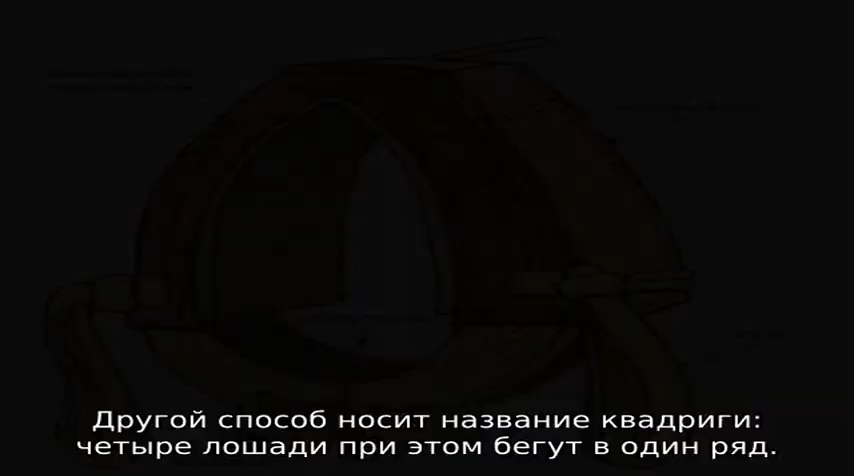 Другой способ носит название квадриги:
четыре лошади при этом бегут в один ряд.